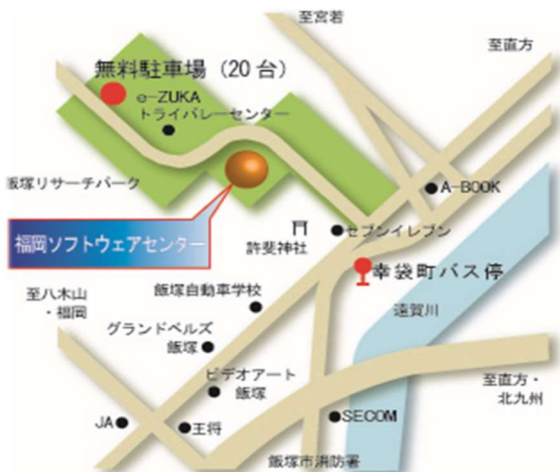 至宮若
至直方
無料駐車場（20台）
e-ZUKA
トライバレーセンター
飯塚リサーチパーク
A-BOOK
福岡ソフトウェアセンター
許斐神社
セブンイレブン
幸袋町バス停
至八木山
・福岡
飯塚自動車学校
遠賀川
グランドベルズ
飯塚
ビデオアート
飯塚
至直方・
北九州
JA
王将
SECOM
飯塚市消防署